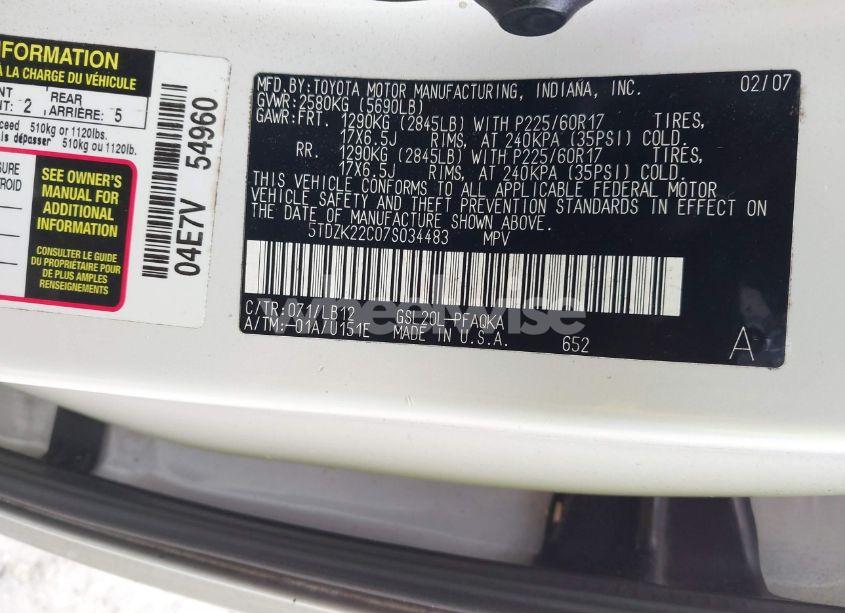 INFORMATION
À LA CHARGE DU VÉHICULE
2
REAR
ARRIÈRE: 5
510kg or 1120lbs.
dépasser 510kg ou 1120lb.
SEE OWNER'S
MANUAL FOR
ADDITIONAL
INFORMATION
CONSULTER LE GUIDE
DU PROPRIÉTAIRE POUR
DE PLUS AMPLES
RENSEIGNEMENTS
04E7V 54960
MFD.BY:TOYOTA MOTOR MANUFACTURING, INDIANA, INC. 02/07
GVWR:2580KG (5690LB)
GAWR:FRT. 1290KG (2845LB) WITH P225/60R17 TIRES,
17X6.5J RIMS, AT 240KPA (35PSI) COLD.
RR. 1290KG (2845LB) WITH P225/60R17 TIRES,
17X6.5J RIMS, AT 240KPA (35PSI) COLD.
THIS VEHICLE CONFORMS TO ALL APPLICABLE FEDERAL MOTOR
VEHICLE SAFETY AND THEFT PREVENTION STANDARDS IN EFFECT ON
THE DATE OF MANUFACTURE SHOWN ABOVE.
5TDZK22C07S034483 MPV
C/TR:071/LB12 GSL20L-PFAQKA
A/TM:-01A/U151E MADE IN U.S.A. 652 A
wheelwise